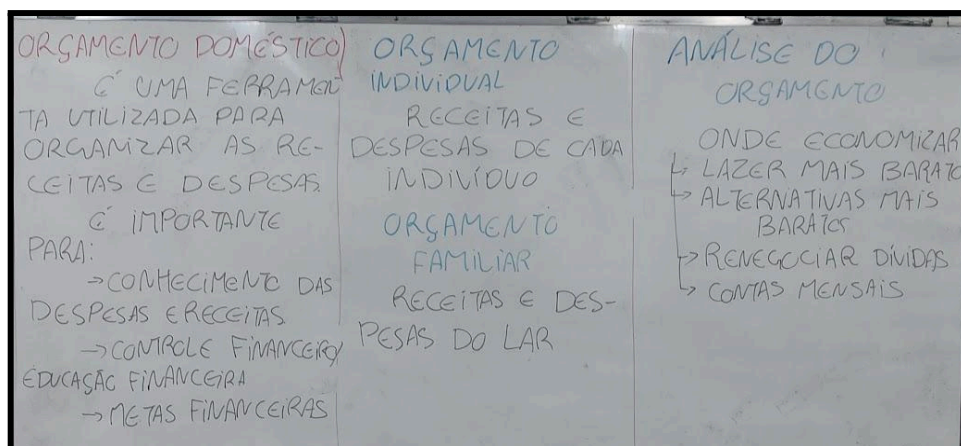 ORÇAMENTO DOMÉSTICO
É UMA FERRAMEN
TA UTILIZADA PARA
ORGANIZAR AS RE-
CEITAS E DESPESAS.
É IMPORTANTE
PARA:
→ CONHECIMENTO DAS
DESPESAS E RECEITAS
→ CONTROLE FINANCEIRO/
EDUCAÇÃO FINANCEIRA
→ METAS FINANCEIRAS
ORÇAMENTO
INDIVIDUAL
RECEITAS E
DESPESAS DE CADA
INDIVÍDUO
ORÇAMENTO
FAMILIAR
RECEITAS E DES-
PESAS DO LAR
ANÁLISE DO
ORÇAMENTO
ONDE ECONOMIZAR
→ LAZER MAIS BARATO
→ ALTERNATIVAS MAIS
BARATOS
→ RENEGOCIAR DÍVIDAS
→ CONTAS MENSAIS